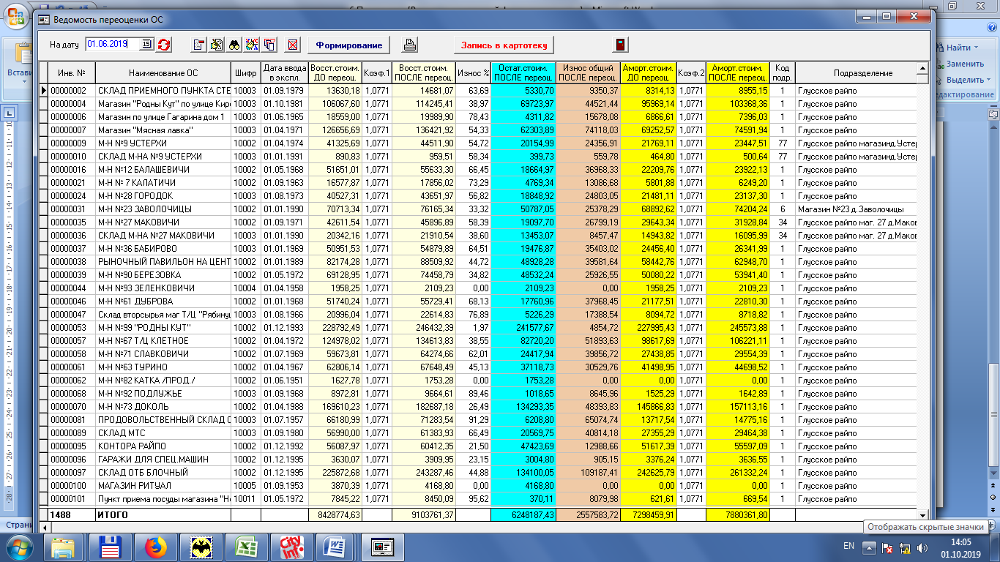 Ведомость переоценки ОС
На дату 01.06.2019 15 Формирование Запись в картотеку
Найти
Заменить
Выделить
едактирование
Встави
Инв. № Наименование ОС Шифр Дата ввода в экспл. Восст.стоим. ДО переоц. Коэф.1 Восст.стоим. ПОСЛЕ переоц. Износ % Остат.стоим. ПОСЛЕ переоц. Износ общий ПОСЛЕ переоц. Аморт.стоим. ДО переоц. Коэф.2 Аморт.стоим. ПОСЛЕ переоц. Код подр. Подразделение
00000002 СКЛАД ПРИЕМНОГО ПУНКТА СТЕ 10003 01.09.1979 13630,18 1,0771 14681,07 63,69 5330,70 9350,37 8314,13 1,0771 8955,15 1 Глусское райпо
00000004 Магазин "Родны Кут" по улице Кирс 10003 01.10.1981 106067,60 1,0771 114245,41 38,97 69723,97 44521,44 95969,14 1,0771 103368,36 1 Глусское райпо
00000006 Магазин по улице Гагарина дом 1 10003 01.06.1965 18559,00 1,0771 19989,90 78,43 4311,82 15678,08 6866,61 1,0771 7396,03 1 Глусское райпо
00000007 Магазин "Мясная лавка" 10003 01.04.1971 126656,69 1,0771 136421,92 54,33 62303,89 74118,03 69252,57 1,0771 74591,94 1 Глусское райпо
00000009 М-Н №9 УСТЕРХИ 10002 01.04.1974 41325,69 1,0771 44511,90 54,72 20154,99 24356,91 21769,11 1,0771 23447,51 77 Глусское райпо магазинд.Устер
00000010 СКЛАД М-НА №9 УСТЕРХИ 10003 01.01.1991 890,83 1,0771 959,51 58,34 399,73 559,78 464,80 1,0771 500,64 77 Глусское райпо магазинд.Устер
00000016 М-Н №12 БАЛАШЕВИЧИ 10002 01.05.1968 51651,01 1,0771 55633,30 66,45 18664,97 36968,33 22209,76 1,0771 23922,13 1 Глусское райпо
00000021 М-Н № 7 КАЛАТИЧИ 10002 01.09.1963 16577,87 1,0771 17856,02 73,29 4769,34 13086,68 5801,88 1,0771 6249,20 1 Глусское райпо
00000024 М-Н №28 ГОРОДОК 10003 01.08.1973 40527,31 1,0771 43651,97 56,82 18848,92 24803,05 21481,11 1,0771 23137,30 1 Глусское райпо
00000030 М-Н №23 ЗАВОЛОЧИЦЫ 10002 01.01.1990 70713,34 1,0771 76165,34 33,32 50787,05 25378,29 68892,62 1,0771 74204,24 6 Магазин №23 д.Заволочицы
00000035 М-Н №27 МАКОВИЧИ 10002 01.09.1971 42611,54 1,0771 45896,89 58,39 19097,70 26799,19 29643,34 1,0771 31928,84 34 Глусское райпо маг. 27 д.Маков
00000036 СКЛАД М-НА №27 МАКОВИЧИ 10003 01.01.1990 20342,16 1,0771 21910,54 38,60 13453,07 8457,47 14943,82 1,0771 16095,99 34 Глусское райпо маг. 27 д.Маков
00000037 М-Н №36 БАБИРОВО 10003 01.01.1969 50951,53 1,0771 54879,89 64,51 19476,87 35403,02 24456,40 1,0771 26341,99 1 Глусское райпо
00000038 РЫНОЧНЫЙ ПАВИЛЬОН НА ЦЕНТ 10002 01.01.1989 82174,28 1,0771 88509,92 44,72 48928,28 39581,64 58442,76 1,0771 62948,70 1 Глусское райпо
00000039 М-Н №90 БЕРЕЗОВКА 10002 01.05.1972 69128,95 1,0771 74458,79 34,82 48532,24 25926,55 50080,22 1,0771 53941,40 1 Глусское райпо
00000044 М-Н №93 ЗЕЛЕНКОВИЧИ 10004 01.04.1958 1958,25 1,0771 2109,23 0,00 2109,23 0,00 1958,25 1,0771 2109,23 1 Глусское райпо
00000046 М-Н №61 ДУБРОВА 10002 01.01.1968 51740,24 1,0771 55729,41 68,13 17760,96 37968,45 21177,51 1,0771 22810,30 1 Глусское райпо
00000047 Склад вторсырья маг Т/Ц "Рябинуш 10003 01.08.1966 20996,04 1,0771 22614,83 76,89 5226,29 17388,54 8094,72 1,0771 8718,82 1 Глусское райпо
00000053 М-Н №99 "РОДНЫ КУТ" 10002 01.12.1993 228792,49 1,0771 246432,39 1,97 241577,67 4854,72 227995,43 1,0771 245573,88 1 Глусское райпо
00000057 М-Н №67 Т/Ц КЛЕТНОЕ 10002 01.04.1972 124978,02 1,0771 134613,83 38,55 82720,20 51893,63 98617,69 1,0771 106221,11 1 Глусское райпо
00000058 М-Н №71 СЛАВКОВИЧИ 10002 01.07.1969 59673,81 1,0771 64274,66 62,01 24417,94 39856,72 27438,85 1,0771 29554,39 1 Глусское райпо
00000061 М-Н №63 ТУРИНО 10002 01.04.1967 62806,14 1,0771 67648,49 45,13 37118,73 30529,76 41498,95 1,0771 44698,52 1 Глусское райпо
00000062 М-Н №82 КАТКА /ПРОД./ 10002 01.06.1951 1627,78 1,0771 1753,28 0,00 1753,28 0,00 0,00 1,0771 0,00 1 Глусское райпо
00000068 М-Н №92 ПОДЛУЖЬЕ 10003 01.09.1968 8972,81 1,0771 9664,61 89,46 1018,65 8645,96 1525,29 1,0771 1642,89 1 Глусское райпо
00000070 М-Н №73 ДОКОЛЬ 10002 01.04.1988 169610,23 1,0771 182687,18 26,49 134293,35 48393,83 145866,83 1,0771 157113,16 1 Глусское райпо
00000081 ПРОДОВОЛЬСТВЕННЫЙ СКЛАД С 10003 01.07.1957 66180,99 1,0771 71283,54 91,29 6208,80 65074,74 13717,54 1,0771 14775,16 1 Глусское райпо
00000089 СКЛАД МТС 10003 01.09.1980 56990,00 1,0771 61383,93 66,49 20569,75 40814,18 27355,29 1,0771 29464,38 1 Глусское райпо
00000095 КОНТОРА РАЙПО 10002 01.12.1992 56087,97 1,0771 60412,35 21,50 47423,69 12988,66 51617,39 1,0771 55597,09 1 Глусское райпо
00000096 ГАРАЖИ ДЛЯ СПЕЦ.МАШИН 10002 01.12.1995 3630,07 1,0771 3909,95 23,15 3004,80 905,15 3376,24 1,0771 3636,55 1 Глусское райпо
00000097 СКЛАД ОТБ БЛОЧНЫЙ 10002 01.12.1995 225872,68 1,0771 243287,46 44,88 134100,05 109187,41 242625,79 1,0771 261332,24 1 Глусское райпо
00000100 МАГАЗИН РИТУАЛ 10005 01.09.1953 3870,39 1,0771 4168,80 0,00 4168,80 0,00 0,00 1,0771 0,00 1 Глусское райпо
00000101 Пункт приема посуды магазина "Не 10011 01.05.1972 7845,22 1,0771 8450,09 95,62 370,11 8079,98 621,61 1,0771 669,54 1 Глусское райпо
1488 ИТОГО 8428774,63 9103761,37 6248187,43 2557583,72 7298459,91 7880361,80
Страни
Отображать скрытые значки
EN 14:05
01.10.2019